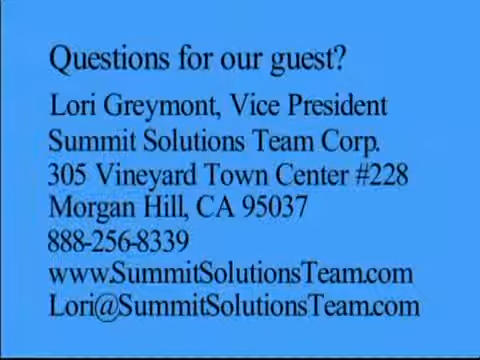 Questions for our guest?
Lori Greymont, Vice President
Summit Solutions Team Corp.
305 Vineyard Town Center #228
Morgan Hill, CA 95037
888-256-8339
www.SummitSolutionsTeam.com
Lori@SummitSolutionsTeam.com